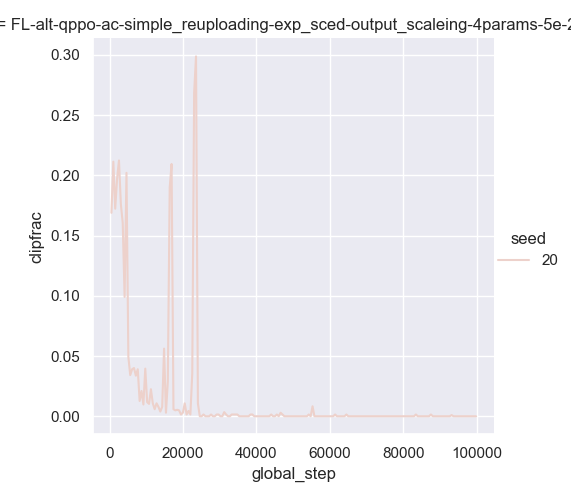 = FL-alt-qppo-ac-simple_reuploading-exp_sced-output_scaleing-4params-5e-2
0.30
0.25
0.20
0.15
0.10
0.05
0.00
clipfrac
0 20000 40000 60000 80000 100000
global_step
seed
20